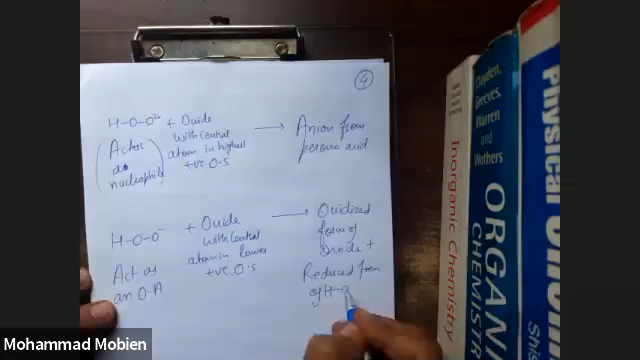 4
H-O-O⁻ + Oxide ⟶ Anion from
(Act as with central peroxo acid
a nucleophile) atom in highest
+ve O.S
H-O-O⁻ + Oxide ⟶ Oxidized
Act as with central form of
an O.A atom in lower oxide +
+ve O.S Reduced form
of H-O
Inorganic Chemistry
Clayden,
Greeves,
Warren
and
Wothers
ORGANIC
CHEMISTRY
Physical
Mohammad Mobien